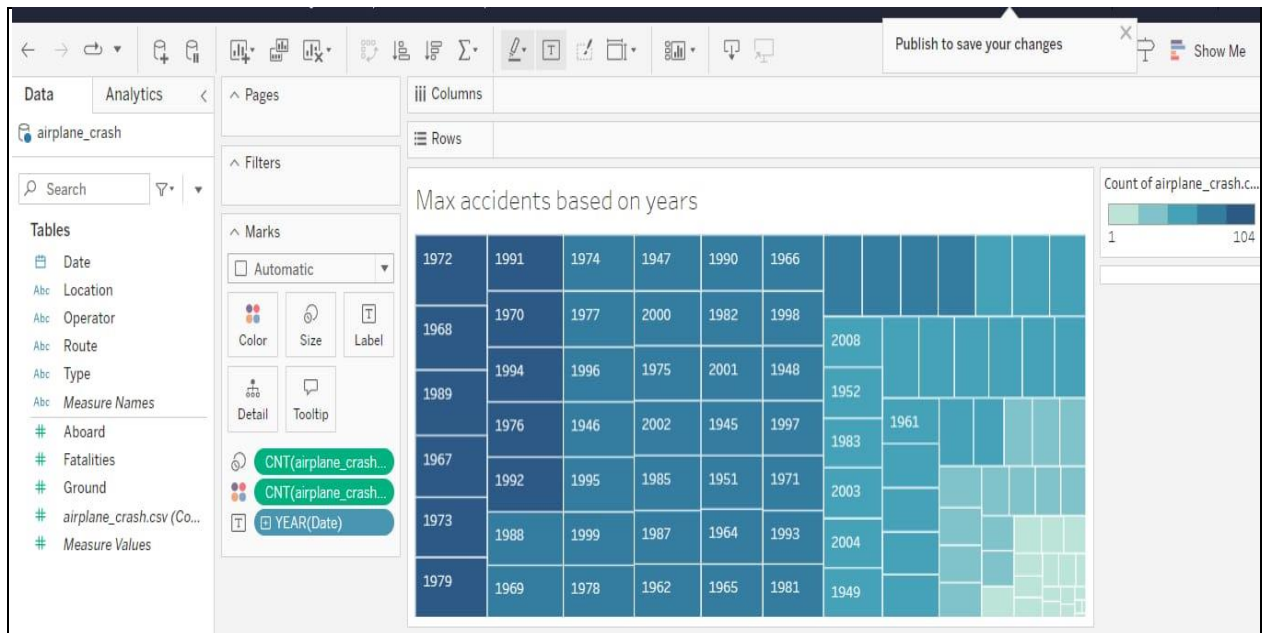 Publish to save your changes
Show Me
Data Analytics
airplane_crash
Search
Tables
Date
Abc Location
Abc Operator
Abc Route
Abc Type
Abc Measure Names
# Aboard
# Fatalities
# Ground
# airplane_crash.csv (Co...
# Measure Values
Pages
Filters
Marks
Automatic
Color Size Label
Detail Tooltip
CNT(airplane_crash...
CNT(airplane_crash...
YEAR(Date)
Columns
Rows
Max accidents based on years
1972
1968
1989
1967
1973
1979
1991
1970
1994
1976
1992
1988
1969
1974
1977
1996
1946
1995
1999
1978
1947
2000
1975
2002
1985
1987
1962
1990
1982
2001
1945
1951
1964
1965
1966
1998
1948
1997
1971
1993
1981
2008
1952
1983
2003
2004
1949
1961
Count of airplane_crash.c...
1 104